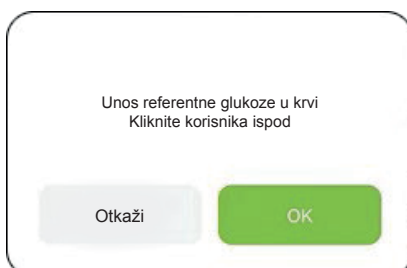 Unos referentne glukoze u krvi
Kliknite korisnika ispod
Otkaži
OK